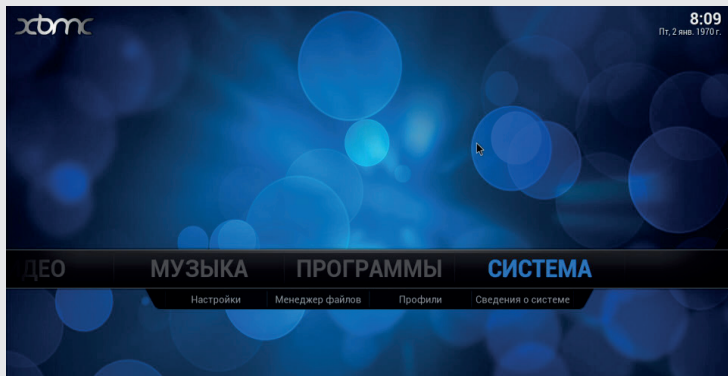 xbmc
8:09
Пт, 2 янв. 1970 г.
ДЕО МУЗЫКА ПРОГРАММЫ СИСТЕМА
Настройки Менеджер файлов Профили Сведения о системе